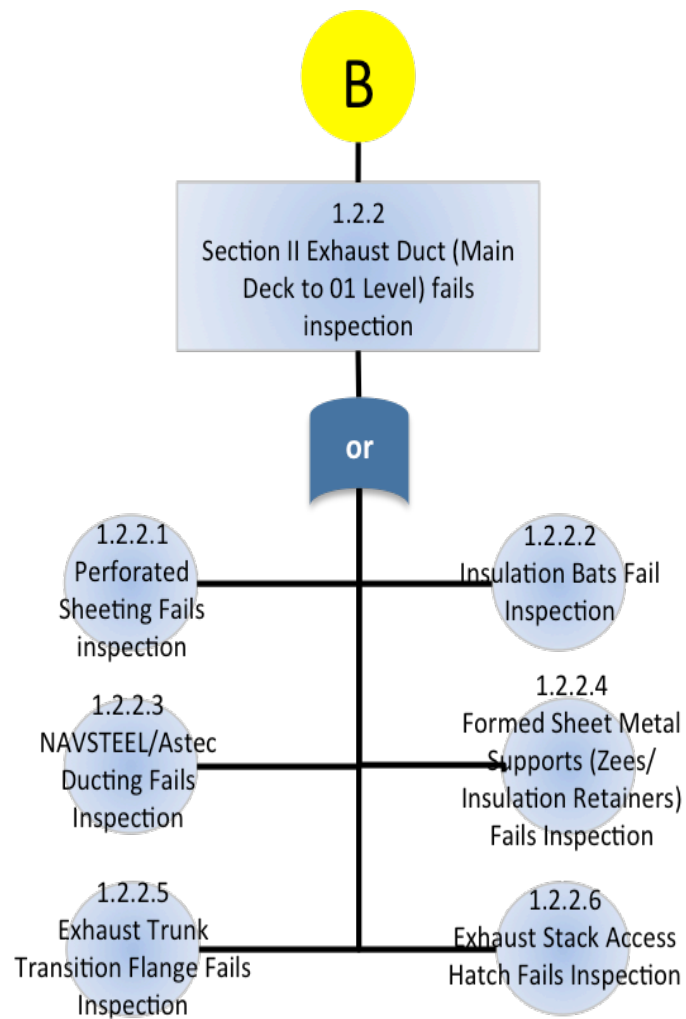 B
1.2.2
Section II Exhaust Duct (Main
Deck to 01 Level) fails
inspection
or
1.2.2.1
Perforated
Sheeting Fails
inspection
1.2.2.2
Insulation Bats Fail
Inspection
1.2.2.3
NAVSTEEL/Astec
Ducting Fails
Inspection
1.2.2.4
Formed Sheet Metal
Supports (Zees/
Insulation Retainers)
Fails Inspection
1.2.2.5
Exhaust Trunk
Transition Flange Fails
Inspection
1.2.2.6
Exhaust Stack Access
Hatch Fails Inspection